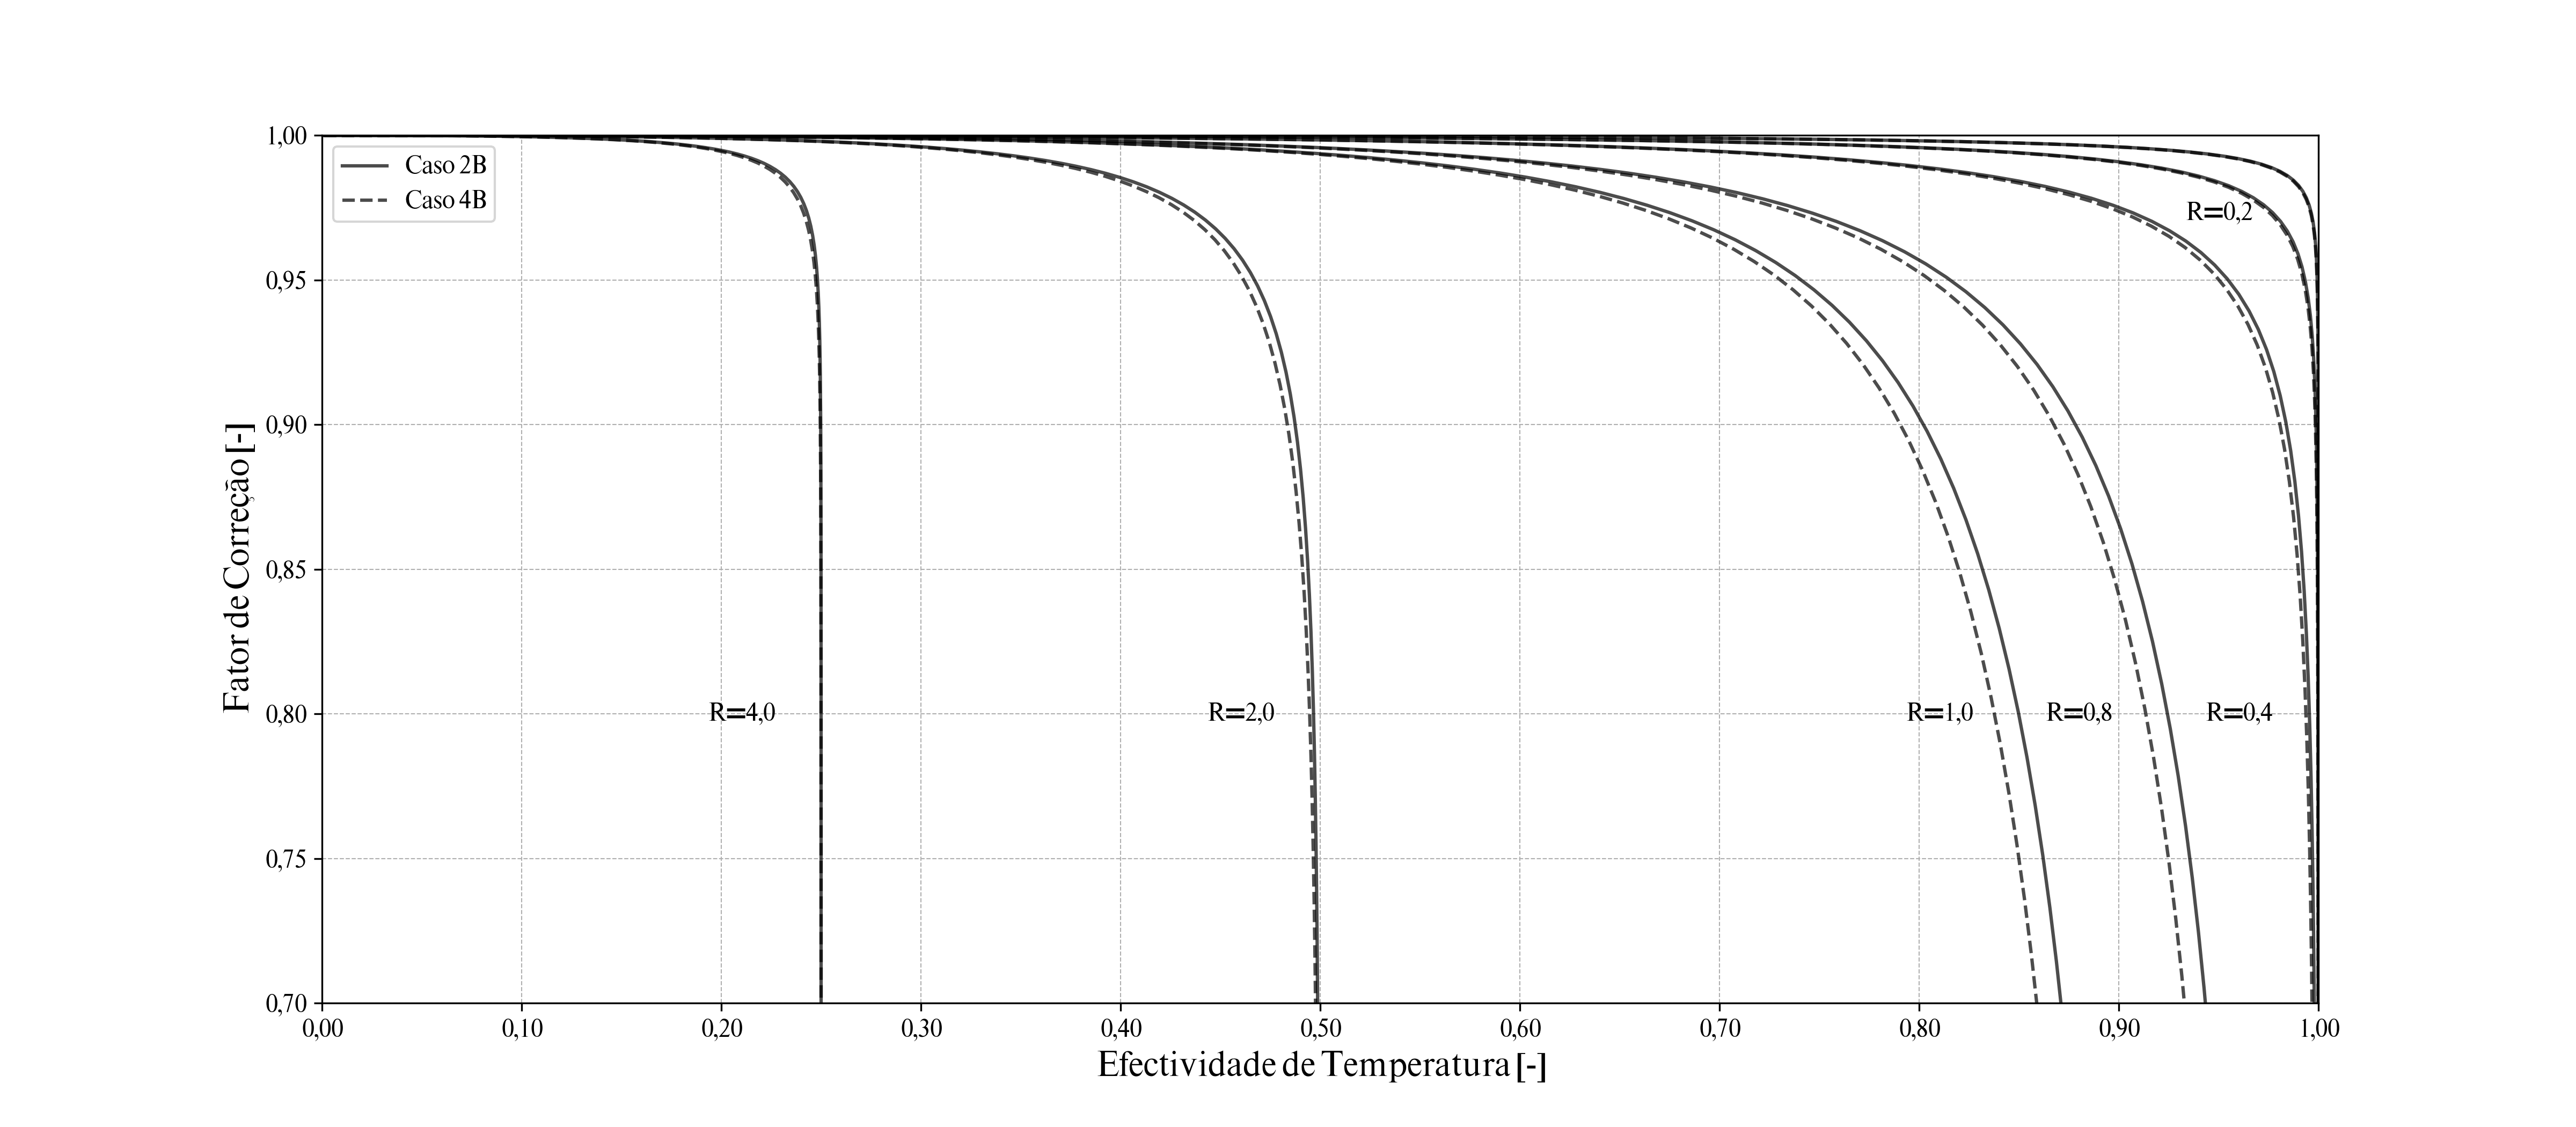 1,00
0,95
0,90
0,85
0,80
0,75
0,70
Fator de Correção [-]
Caso 2B
Caso 4B
R=0,2
R=4,0
R=2,0
R=1,0
R=0,8
R=0,4
0,00
0,10
0,20
0,30
0,40
0,50
0,60
0,70
0,80
0,90
1,00
Efectividade de Temperatura [-]